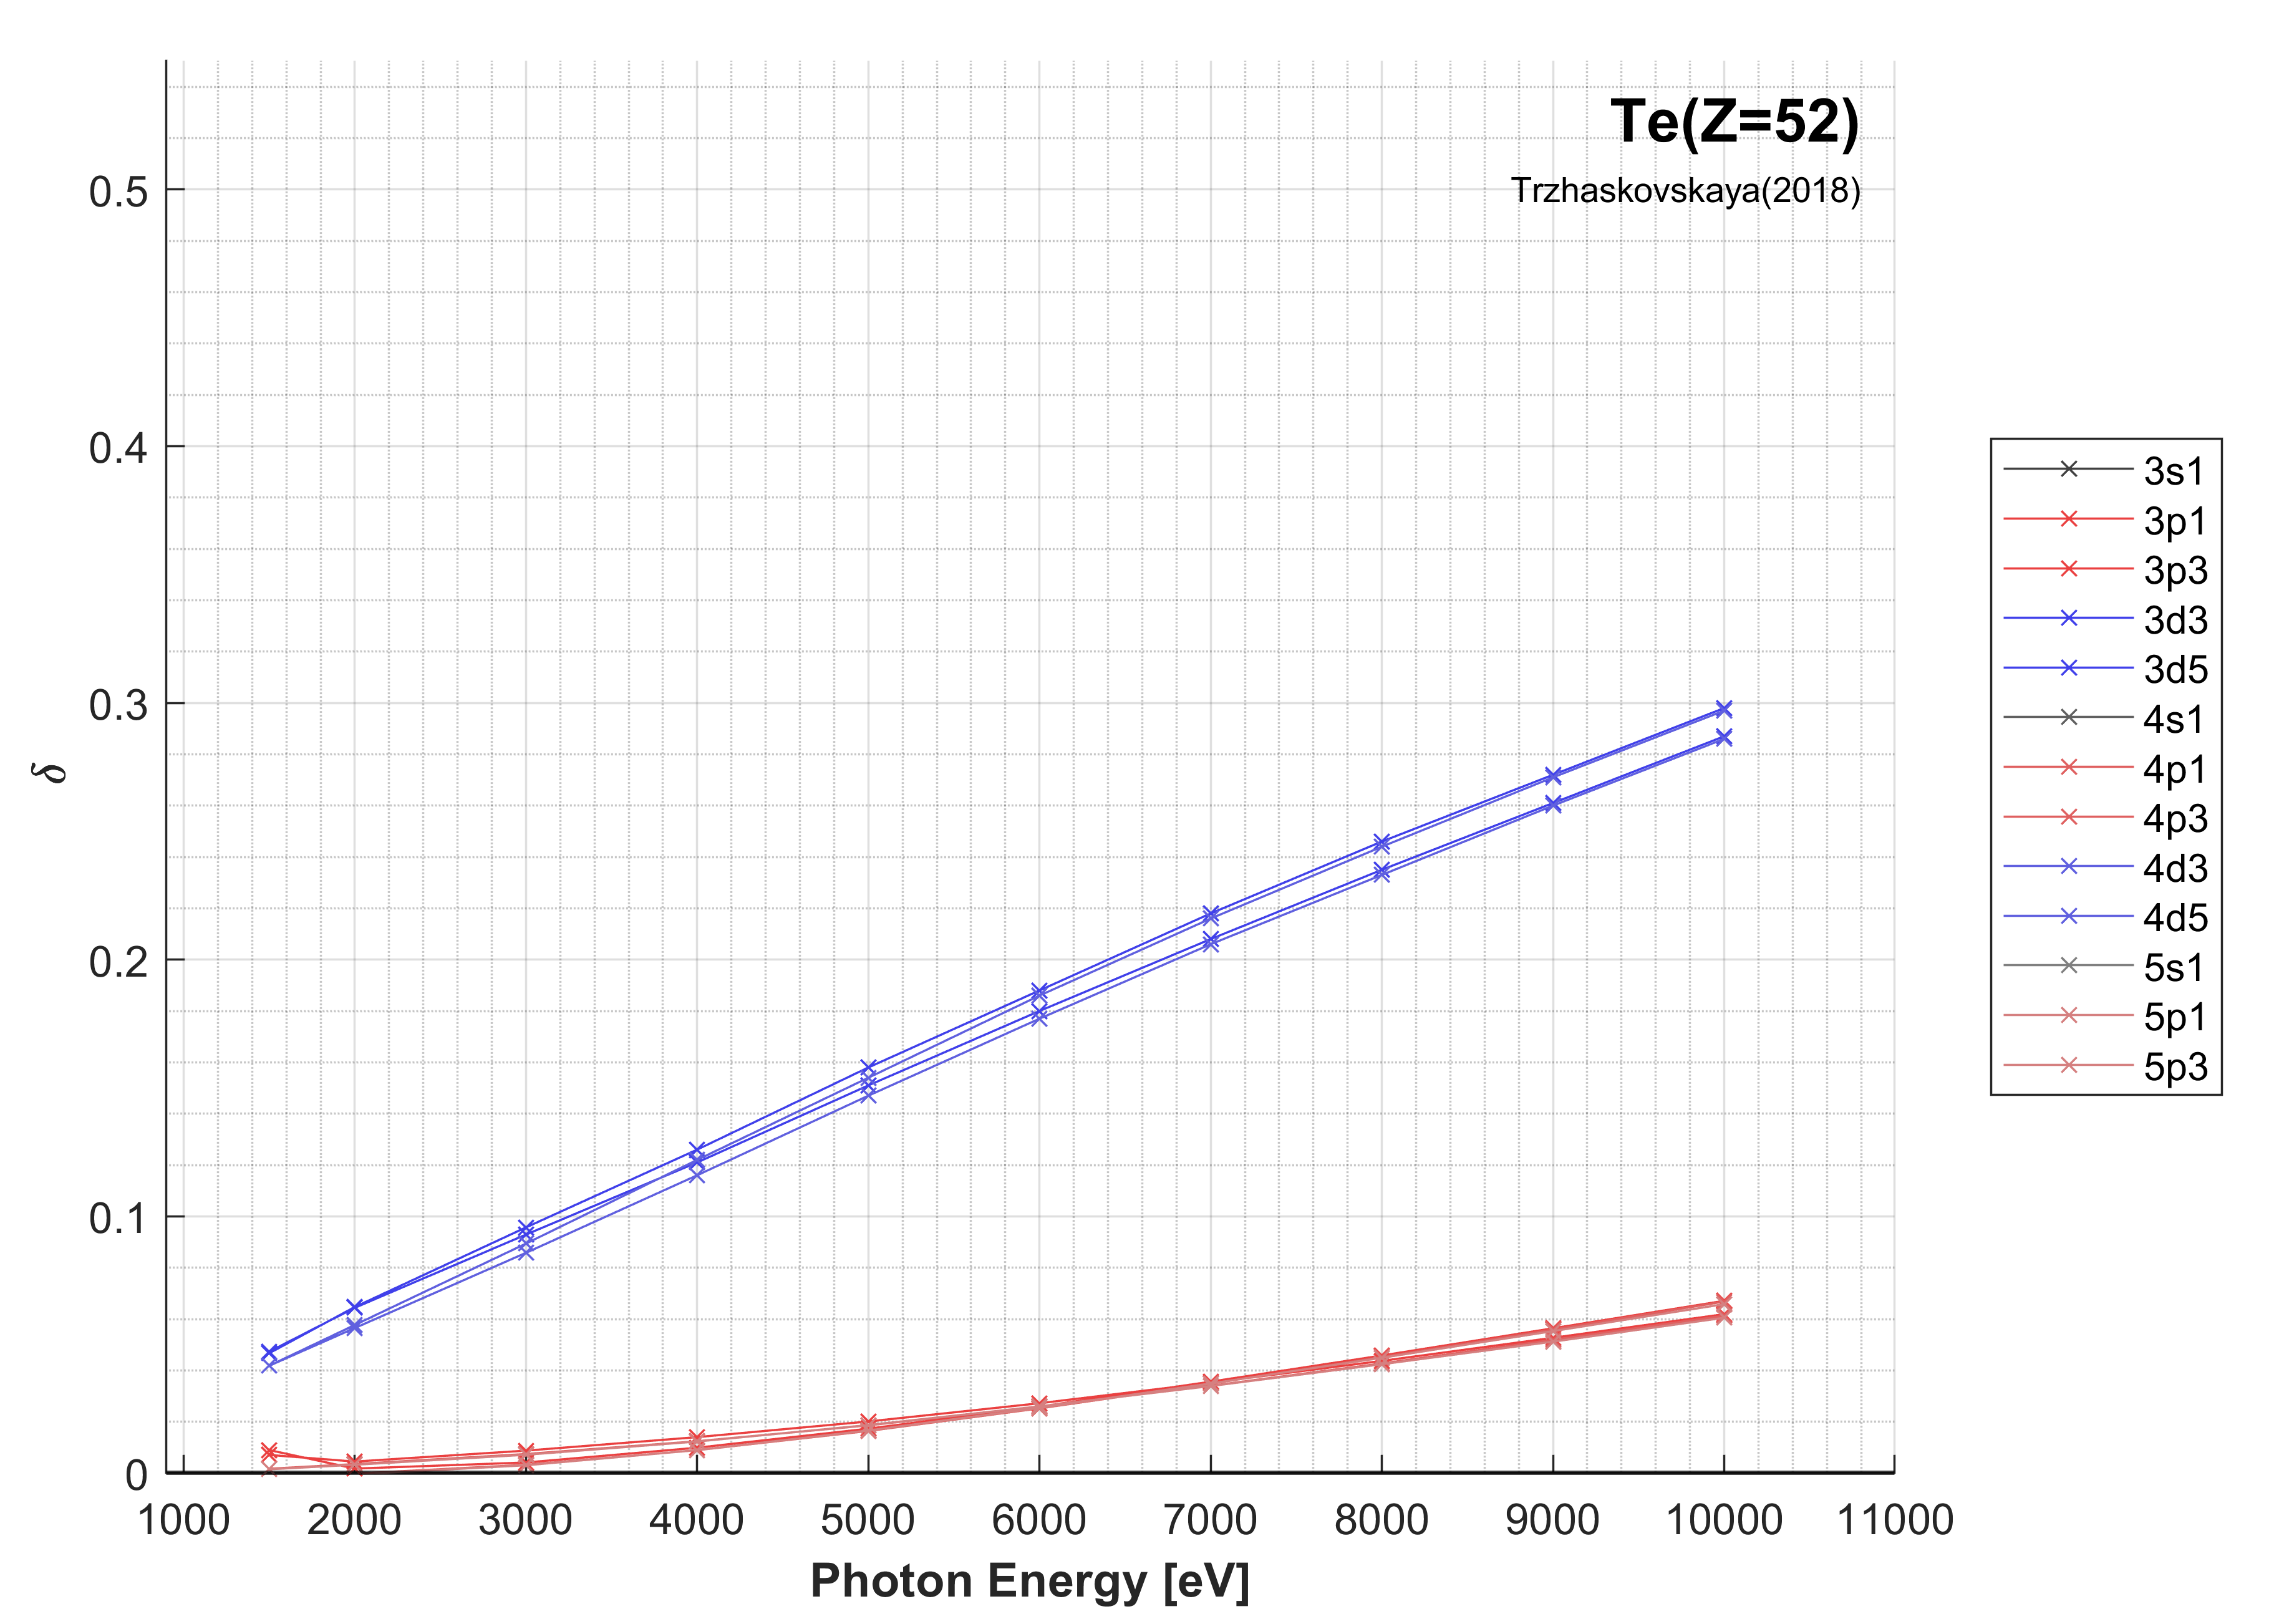 Te(Z=52)
Trzhaskovskaya(2018)
0.5
0.4
0.3
0.2
0.1
0
δ
1000 2000 3000 4000 5000 6000 7000 8000 9000 10000 11000
Photon Energy [eV]
3s1
3p1
3p3
3d3
3d5
4s1
4p1
4p3
4d3
4d5
5s1
5p1
5p3